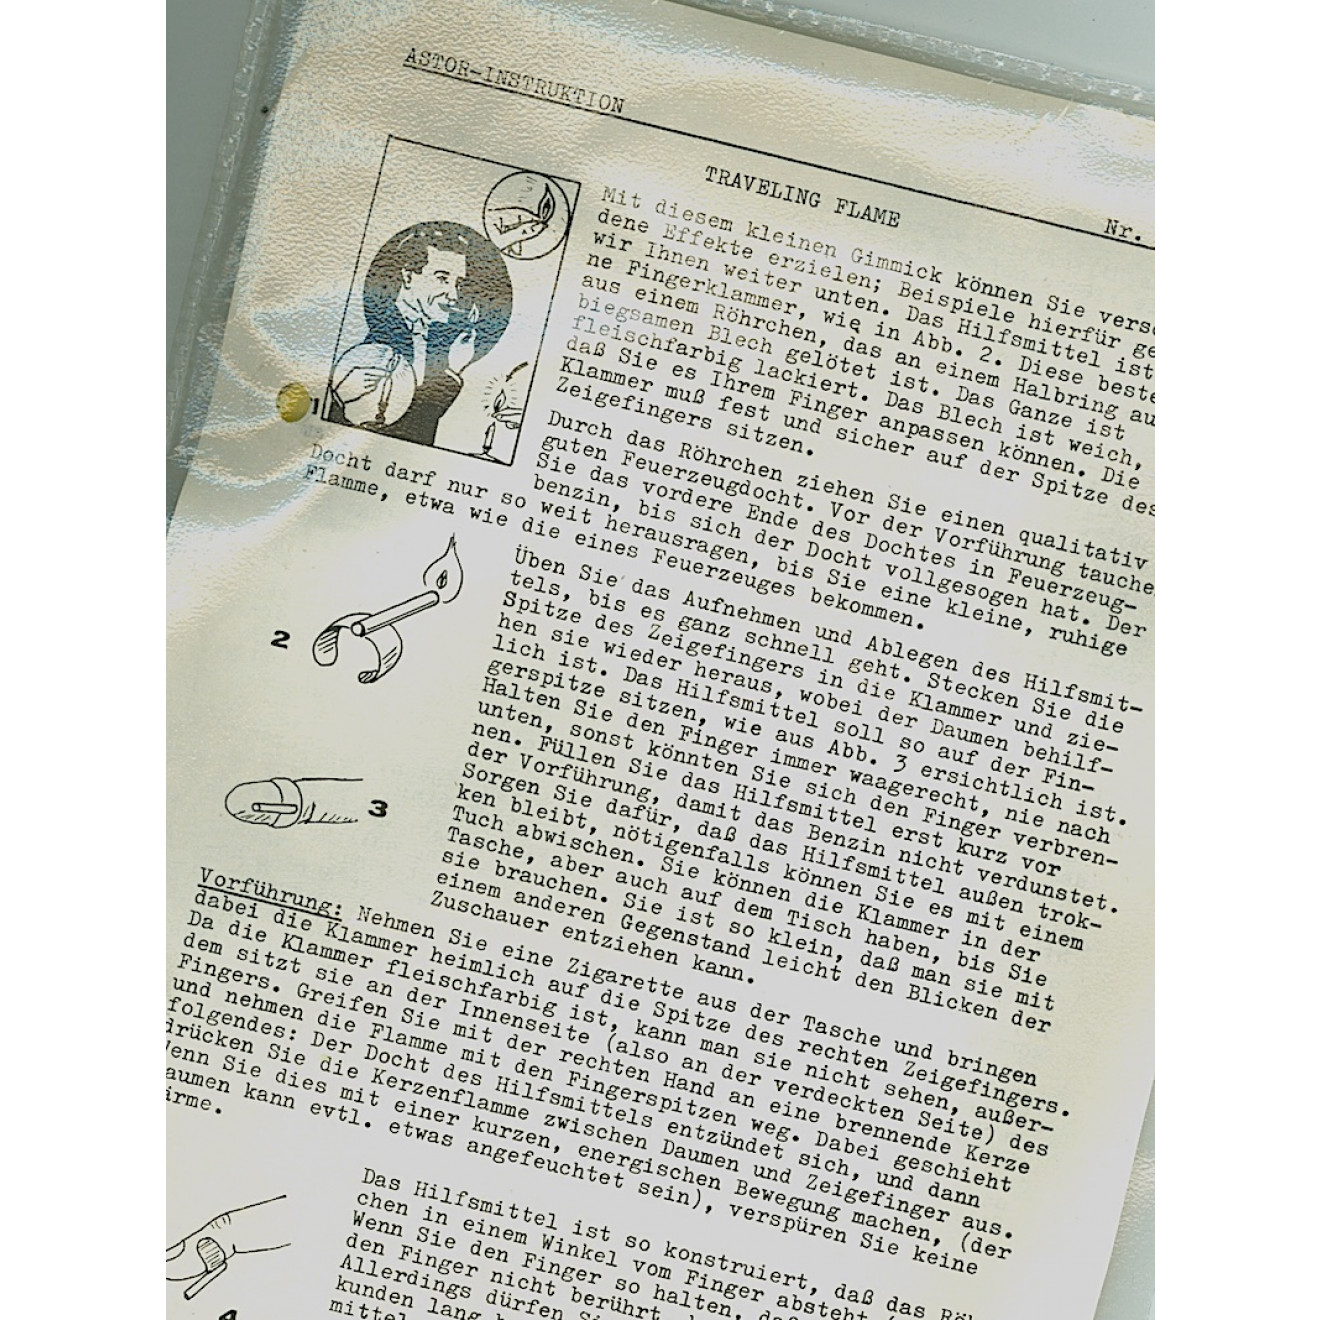 ASTOR-INSTRUKTION
TRAVELING FLAME
Nr.
Mit diesem kleinen Gimmick können Sie versc
dene Effekte erzielen; Beispiele hierfür ge
wir Ihnen weiter unten. Das Hilfsmittel ist
ne Fingerklammer, wie in Abb. 2. Diese beste
aus einem Röhrchen, das an einem Halbring au
biegsamen Blech gelötet ist. Das Ganze ist
fleischfarbig lackiert. Das Blech ist weich,
daß Sie es Ihrem Finger anpassen können. Die
Klammer muß fest und sicher auf der Spitze des
Zeigefingers sitzen.
1
Durch das Röhrchen ziehen Sie einen qualitativ
guten Feuerzeugdocht. Vor der Vorführung tauche
Sie das vordere Ende des Dochtes in Feuerzeug-
benzin, bis sich der Docht vollgesogen hat. Der
Docht darf nur so weit herausragen, bis Sie eine kleine, ruhige
Flamme, etwa wie die eines Feuerzeuges bekommen.
2
Üben Sie das Aufnehmen und Ablegen des Hilfsmit-
tels, bis es ganz schnell geht. Stecken Sie die
Spitze des Zeigefingers in die Klammer und zie-
hen sie wieder heraus, wobei der Daumen behilf-
lich ist. Das Hilfsmittel soll so auf der Fin-
gerspitze sitzen, wie aus Abb. 3 ersichtlich ist.
Halten Sie den Finger immer waagerecht, nie nach
unten, sonst könnten Sie sich den Finger verbren-
nen. Füllen Sie das Hilfsmittel erst kurz vor
der Vorführung, damit das Benzin nicht verdunstet.
Sorgen Sie dafür, daß das Hilfsmittel außen trok-
ken bleibt, nötigenfalls können Sie es mit einem
Tuch abwischen. Sie können die Klammer in der
Tasche, aber auch auf dem Tisch haben, bis Sie
sie brauchen. Sie ist so klein, daß man sie mit
einem anderen Gegenstand leicht den Blicken der
Zuschauer entziehen kann.
3
Vorführung: Nehmen Sie eine Zigarette aus der Tasche und bringen
dabei die Klammer heimlich auf die Spitze des rechten Zeigefingers.
Da die Klammer fleischfarbig ist, kann man sie nicht sehen, außer-
dem sitzt sie an der Innenseite (also an der verdeckten Seite) des
Fingers. Greifen Sie mit der rechten Hand an eine brennende Kerze
und nehmen die Flamme mit den Fingerspitzen weg. Dabei geschieht
folgendes: Der Docht des Hilfsmittels entzündet sich, und dann
drücken Sie die Kerzenflamme zwischen Daumen und Zeigefinger aus.
Wenn Sie dies mit einer kurzen, energischen Bewegung machen, (der
aumen kann evtl. etwas angefeuchtet sein), verspüren Sie keine
ärme.
Das Hilfsmittel ist so konstruiert, daß das Röh
chen in einem Winkel vom Finger absteht
Wenn Sie den Finger so halten, daß
den Finger nicht berührt
Allerdings dürfen Si
kunden lang
mittel
4